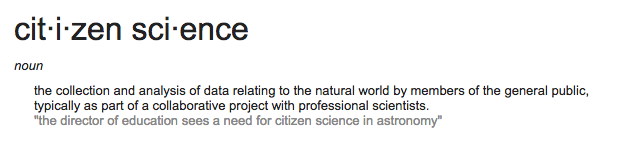 cit·i·zen sci·ence
noun
the collection and analysis of data relating to the natural world by members of the general public,
typically as part of a collaborative project with professional scientists.
"the director of education sees a need for citizen science in astronomy"